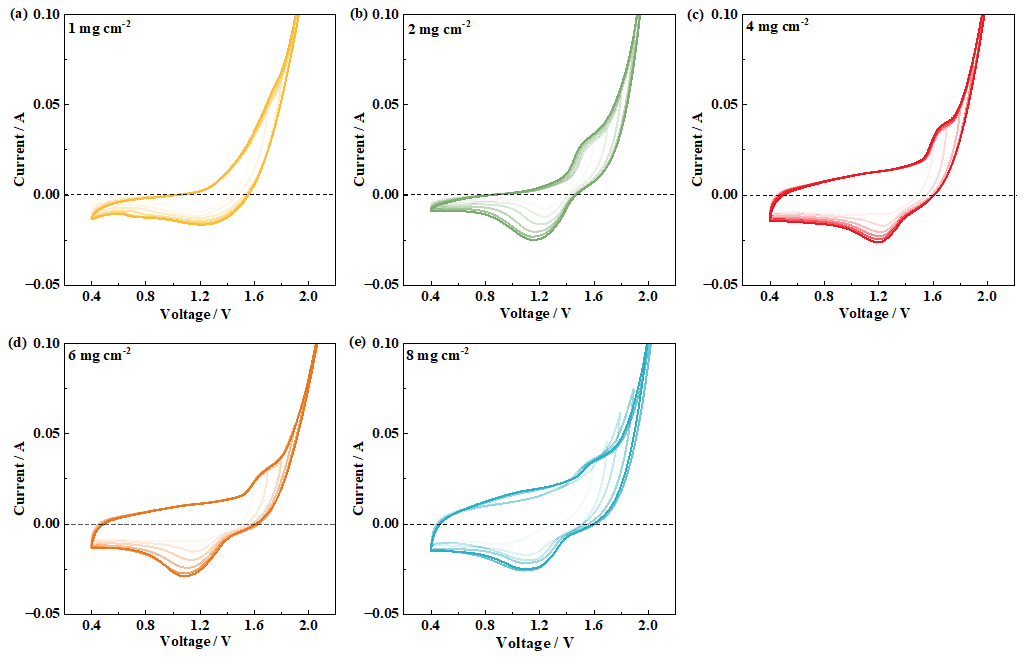 (a)
1 mg cm⁻²
0.10
0.05
0.00
−0.05
Current / A
0.4 0.8 1.2 1.6 2.0
Voltage / V
(b)
2 mg cm⁻²
0.10
0.05
0.00
−0.05
Current / A
0.4 0.8 1.2 1.6 2.0
Voltage / V
(c)
4 mg cm⁻²
0.10
0.05
0.00
−0.05
Current / A
0.4 0.8 1.2 1.6 2.0
Voltage / V
(d)
6 mg cm⁻²
0.10
0.05
0.00
−0.05
Current / A
0.4 0.8 1.2 1.6 2.0
Voltage / V
(e)
8 mg cm⁻²
0.10
0.05
0.00
−0.05
Current / A
0.4 0.8 1.2 1.6 2.0
Voltage / V